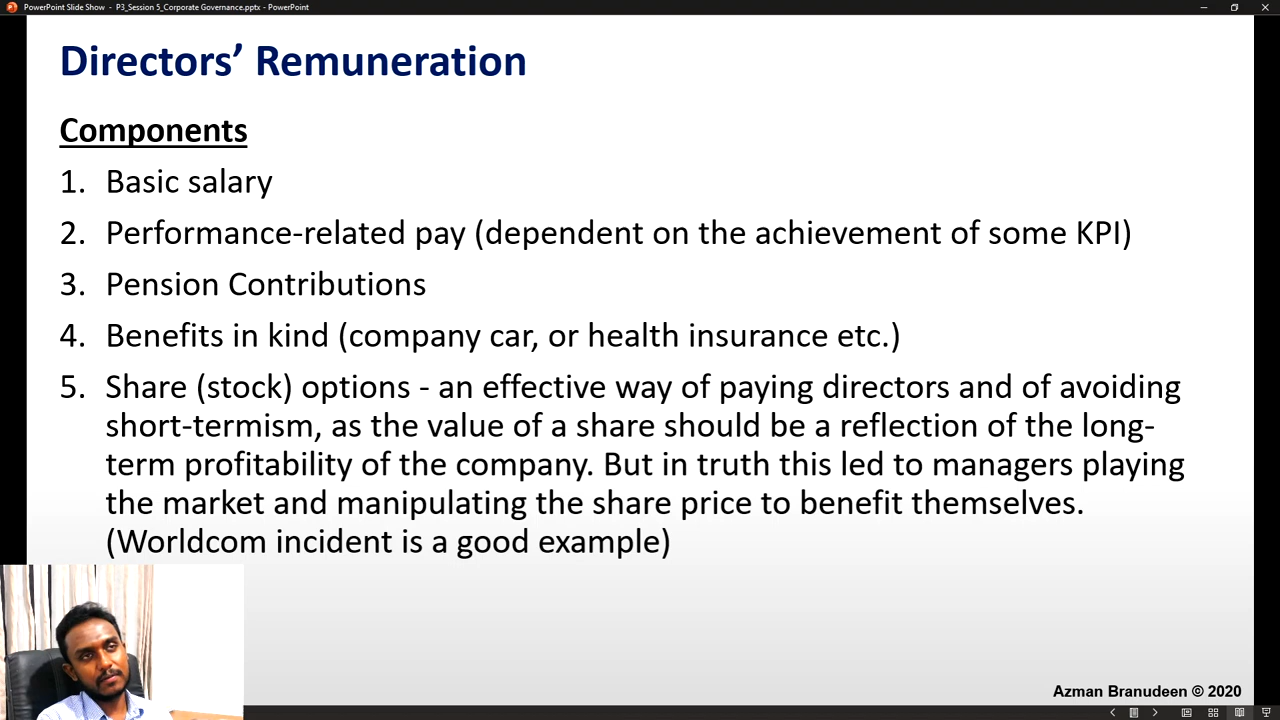 PowerPoint Slide Show - P3_Session 5_Corporate Governance.pptx - PowerPoint
Directors’ Remuneration
Components
1. Basic salary
2. Performance-related pay (dependent on the achievement of some KPI)
3. Pension Contributions
4. Benefits in kind (company car, or health insurance etc.)
5. Share (stock) options - an effective way of paying directors and of avoiding
short-termism, as the value of a share should be a reflection of the long-
term profitability of the company. But in truth this led to managers playing
the market and manipulating the share price to benefit themselves.
(Worldcom incident is a good example)
Azman Branudeen © 2020